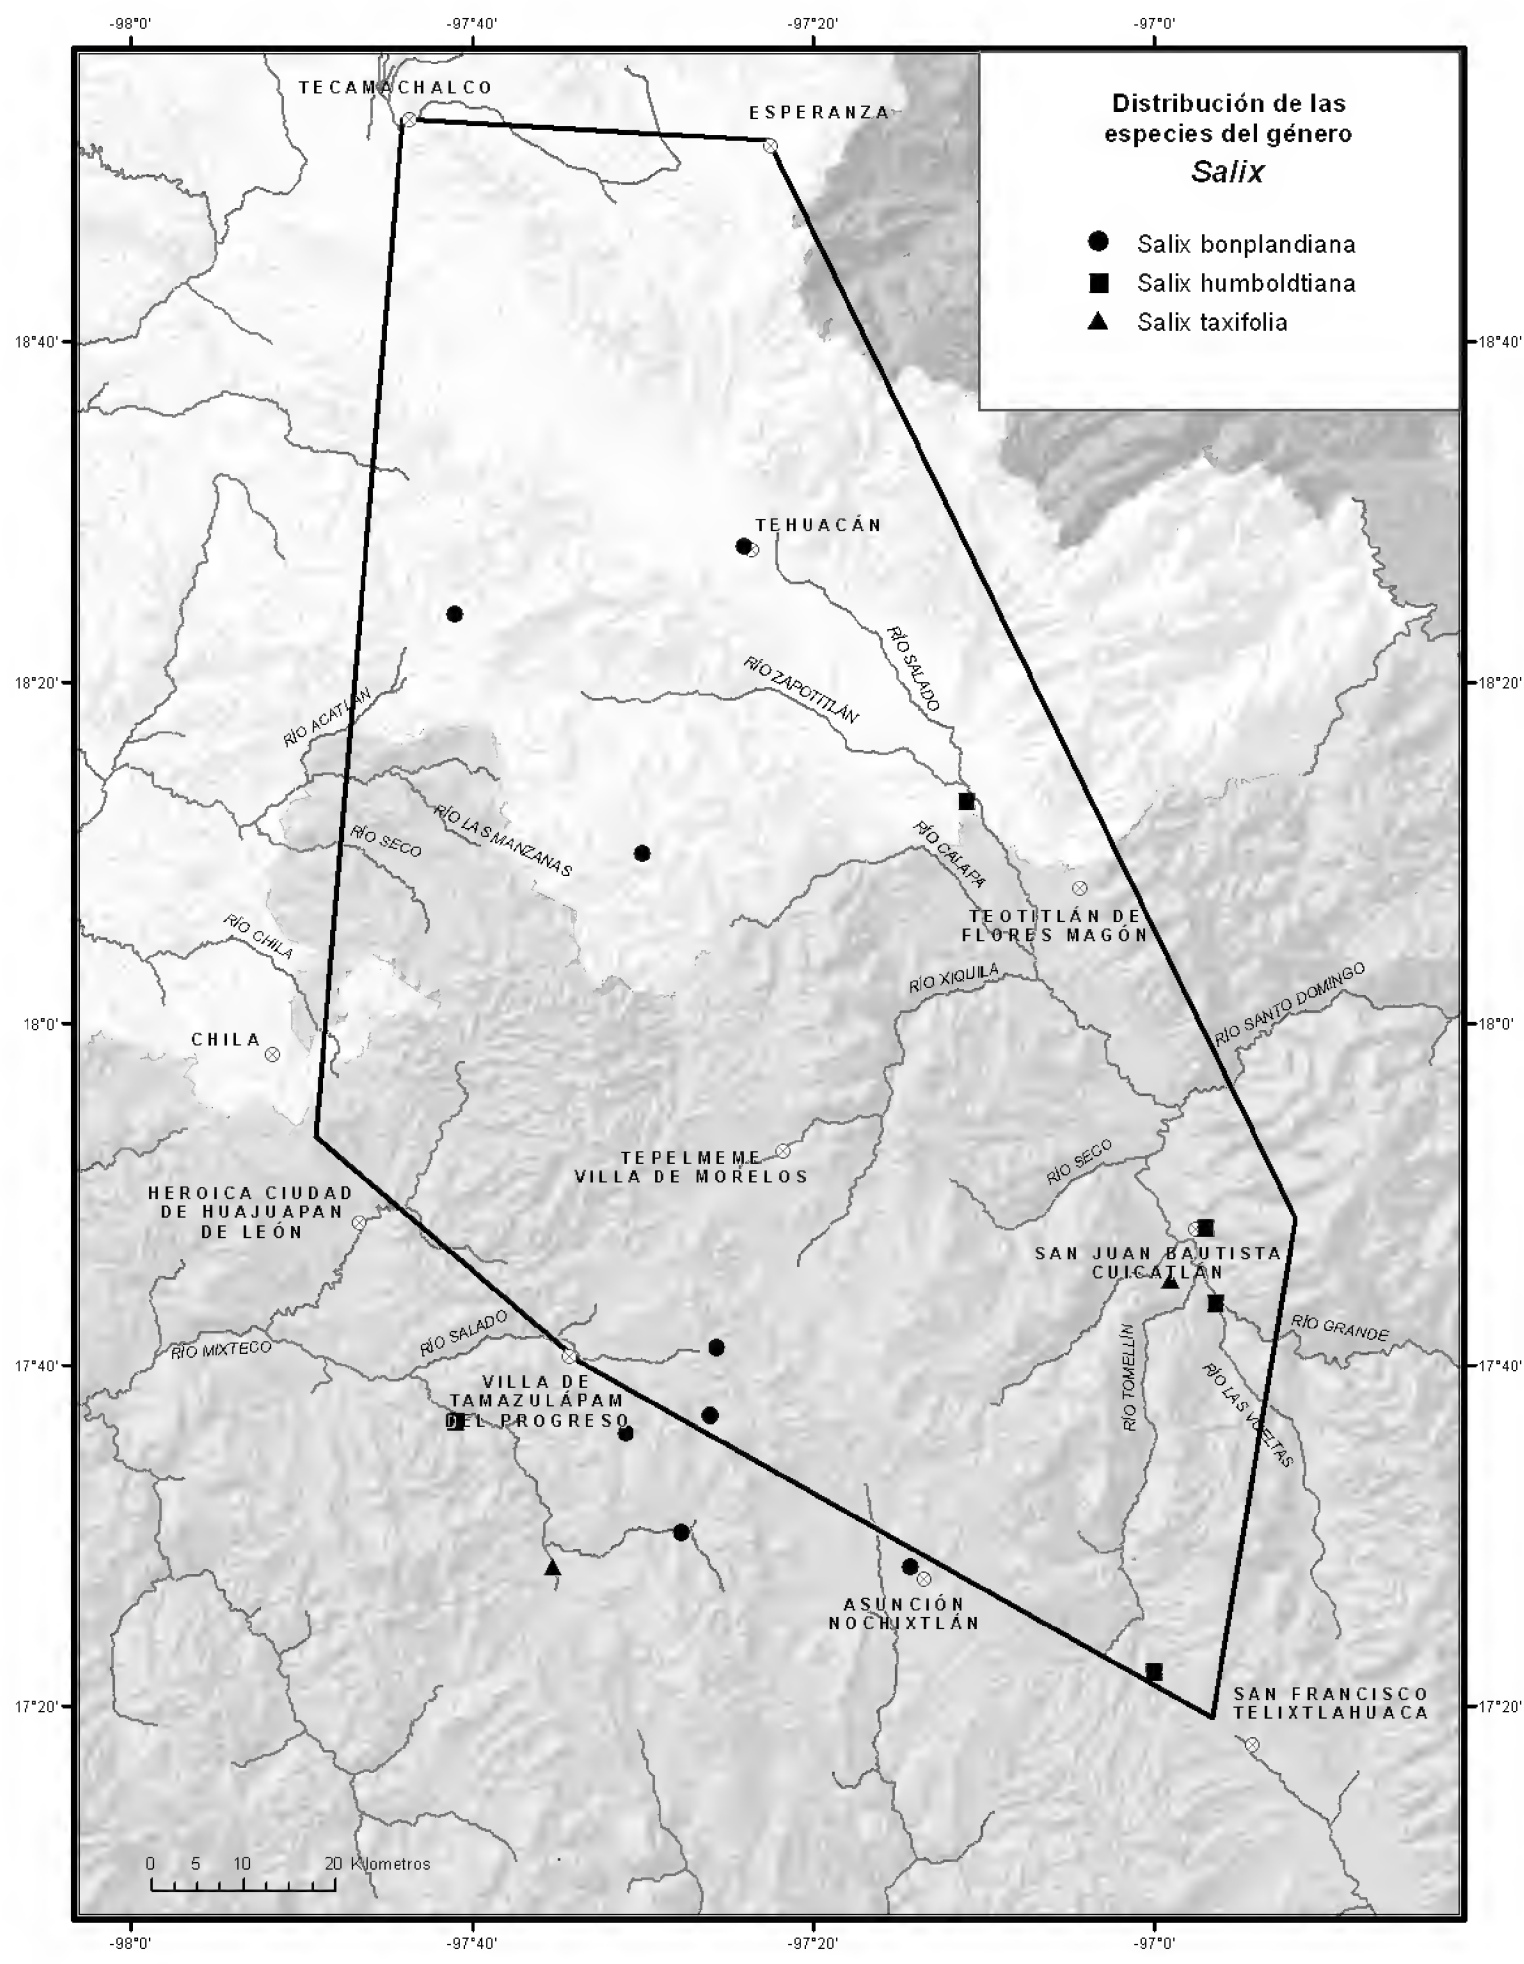 -98°0'
-97°40'
-97°20'
-97°0'
TECAMACHALCO
ESPERANZA
Distribución de las
especies del género
Salix
Salix bonplandiana
Salix humboldtiana
Salix taxifolia
18°40'
18°40'
TEHUACÁN
RÍO SALADO
RÍO ZAPOTITLÁN
18°20'
18°20'
RÍO ACATLÁN
RÍO LAS MANZANAS
RÍO SECO
RÍO CALAPA
TEOTITLÁN DE
FLORES MAGÓN
RÍO CHILA
RÍO XIQUILA
RÍO SANTO DOMINGO
18°0'
18°0'
CHILA
TEPELMEME
VILLA DE MORELOS
RÍO SECO
HEROICA CIUDAD
DE HUAJUAPAN
DE LEÓN
SAN JUAN BAUTISTA
CUICATLÁN
RÍO SALADO
RÍO MIXTECO
RÍO GRANDE
17°40'
17°40'
RÍO TOMELLÍN
RÍO LAS VUELTAS
VILLA DE
TAMAZULÁPAM
DEL PROGRESO
ASUNCIÓN
NOCHIXTLÁN
17°20'
17°20'
SAN FRANCISCO
TELIXTLAHUACA
0 5 10 20 Kilometros
-98°0'
-97°40'
-97°20'
-97°0'